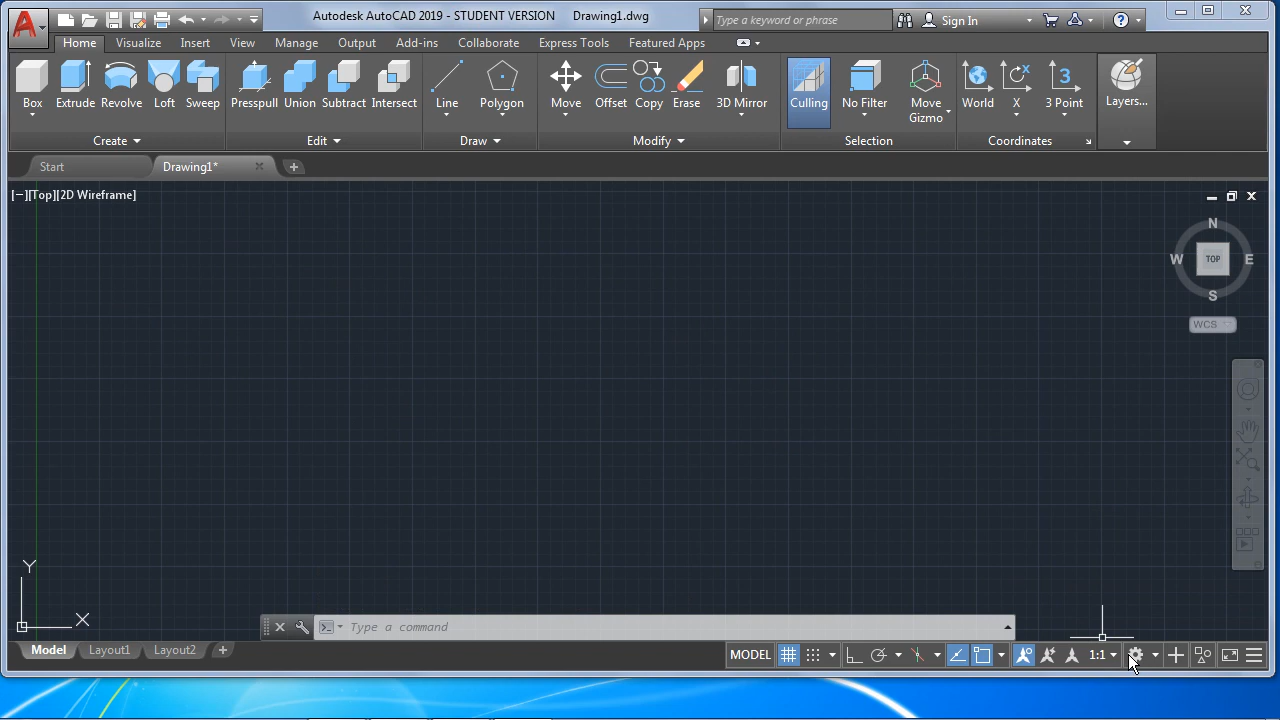 Autodesk AutoCAD 2019 - STUDENT VERSION Drawing1.dwg Type a keyword or phrase Sign In
Home Visualize Insert View Manage Output Add-ins Collaborate Express Tools Featured Apps
Box Extrude Revolve Loft Sweep Presspull Union Subtract Intersect Line Polygon Move Offset Copy Erase 3D Mirror Culling No Filter Move Gizmo World X 3 Point Layers...
Create Edit Draw Modify Selection Coordinates
Start Drawing1*
[−][Top][2D Wireframe]
N
W TOP E
S
WCS
Y
X
Type a command
Model Layout1 Layout2 MODEL 1:1